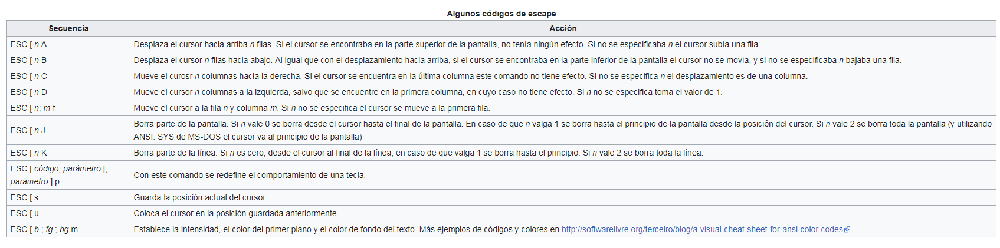 Algunos códigos de escape
Secuencia Acción
ESC [ n A Desplaza el cursor hacia arriba n filas. Si el cursor se encontraba en la parte superior de la pantalla, no tenía ningún efecto. Si no se especificaba n el cursor subía una fila.
ESC [ n B Desplaza el cursor n filas hacia abajo. Al igual que con el desplazamiento hacia arriba, si el cursor se encontraba en la parte inferior de la pantalla el cursor no se movía, y si no se especificaba n bajaba una fila.
ESC [ n C Mueve el curosr n columnas hacia la derecha. Si el cursor se encuentra en la última columna este comando no tiene efecto. Si no se especifica n el desplazamiento es de una columna.
ESC [ n D Mueve el cursor n columnas a la izquierda, salvo que se encuentre en la primera columna, en cuyo caso no tiene efecto. Si n no se especifica toma el valor de 1.
ESC [ n; m f Mueve el cursor a la fila n y columna m. Si n no se especifica el cursor se mueve a la primera fila.
ESC [ n J Borra parte de la pantalla. Si n vale 0 se borra desde el cursor hasta el final de la pantalla. En caso de que n valga 1 se borra hasta el principio de la pantalla desde la posición del cursor. Si n vale 2 se borra toda la pantalla (y utilizando
ANSI. SYS de MS-DOS el cursor va al principio de la pantalla)
ESC [ n K Borra parte de la línea. Si n es cero, desde el cursor al final de la línea, en caso de que valga 1 se borra hasta el principio. Si n vale 2 se borra toda la línea.
ESC [ código; parámetro [;
parámetro ] p Con este comando se redefine el comportamiento de una tecla.
ESC [ s Guarda la posición actual del cursor.
ESC [ u Coloca el cursor en la posición guardada anteriormente.
ESC [ b ; fg ; bg m Establece la intensidad, el color del primer plano y el color de fondo del texto. Más ejemplos de códigos y colores en http://softwarelivre.org/terceiro/blog/a-visual-cheat-sheet-for-ansi-color-codes